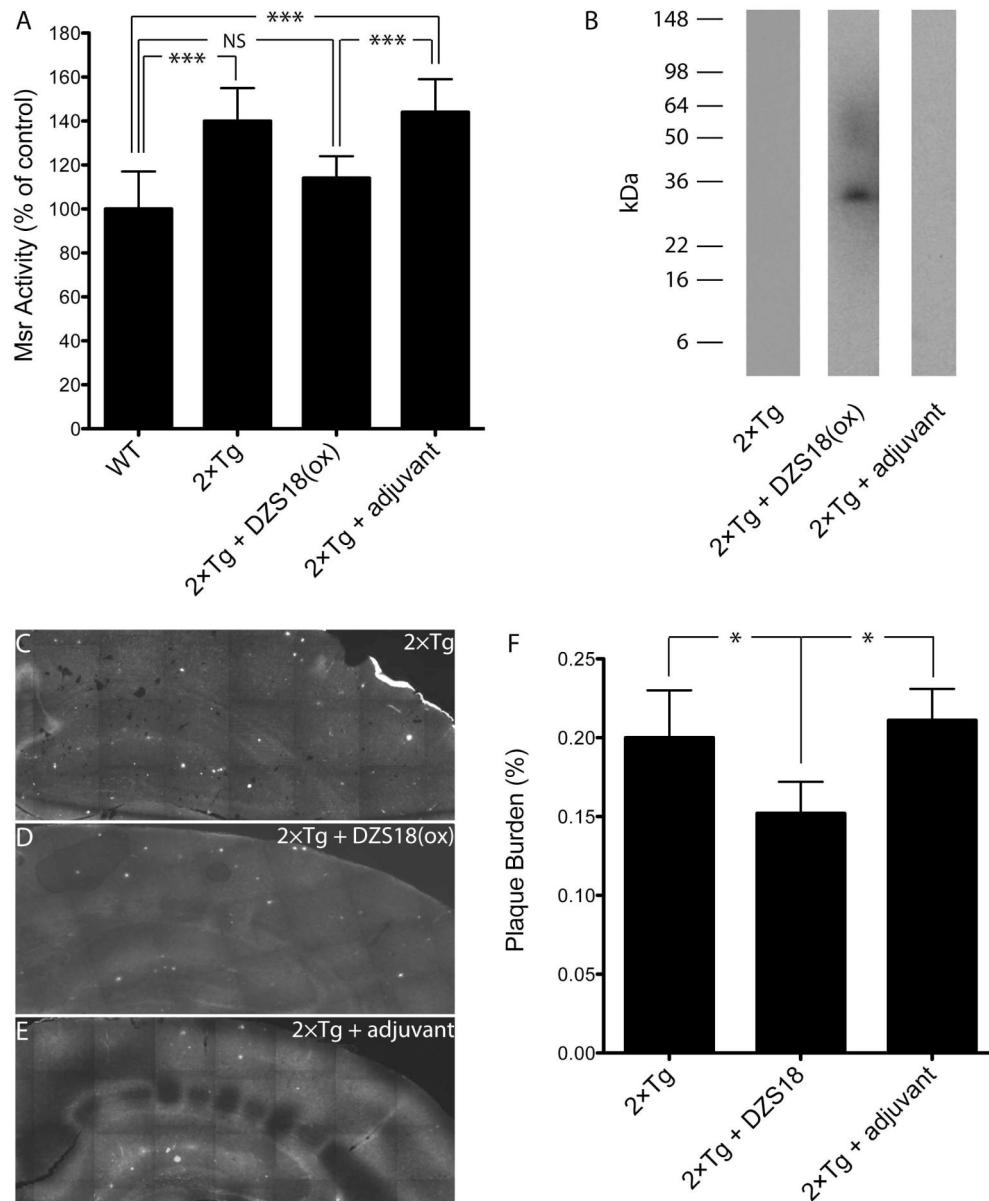 A
***
NS
***
***
180
160
140
120
100
80
60
40
20
0
Msr Activity (% of control)
WT
2×Tg
2×Tg + DZS18(ox)
2×Tg + adjuvant
B
148
98
64
50
36
22
16
6
kDa
2×Tg
2×Tg + DZS18(ox)
2×Tg + adjuvant
C
2×Tg
D
2×Tg + DZS18(ox)
E
2×Tg + adjuvant
F
*
*
0.25
0.20
0.15
0.10
0.05
0.00
Plaque Burden (%)
2×Tg
2×Tg + DZS18
2×Tg + adjuvant